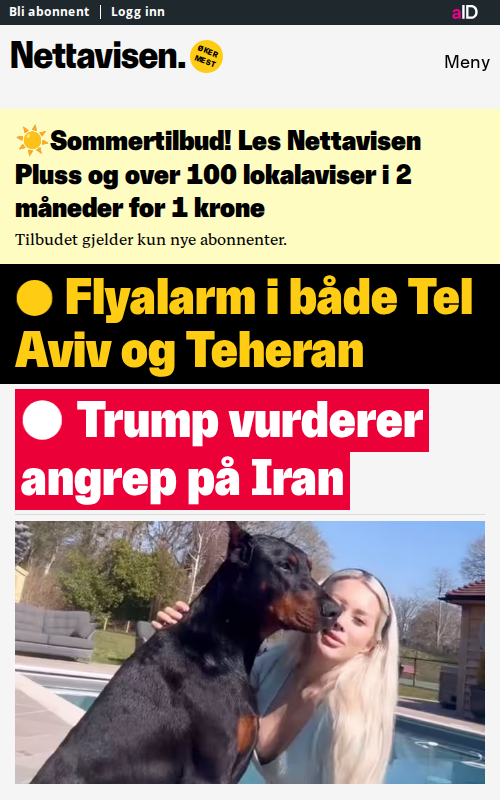 Bli abonnent | Logg inn
aID
Nettavisen.
ØKER
MEST
Meny
☀️Sommertilbud! Les Nettavisen
Pluss og over 100 lokalaviser i 2
måneder for 1 krone
Tilbudet gjelder kun nye abonnenter.
Flyalarm i både Tel
Aviv og Teheran
Trump vurderer
angrep på Iran